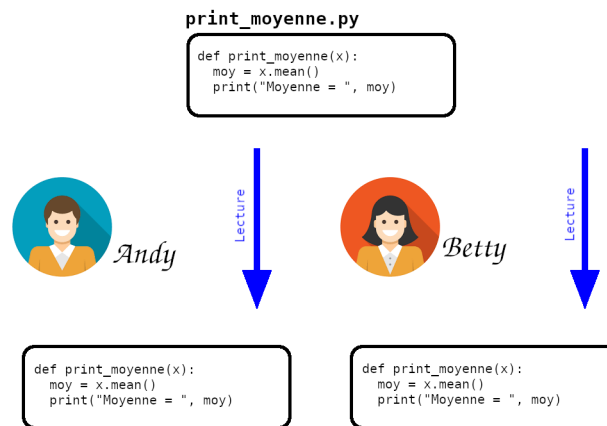 print_moyenne.py
def print_moyenne(x):
  moy = x.mean()
  print("Moyenne = ", moy)
Lecture
Andy
Lecture
Betty
def print_moyenne(x):
  moy = x.mean()
  print("Moyenne = ", moy)
def print_moyenne(x):
  moy = x.mean()
  print("Moyenne = ", moy)